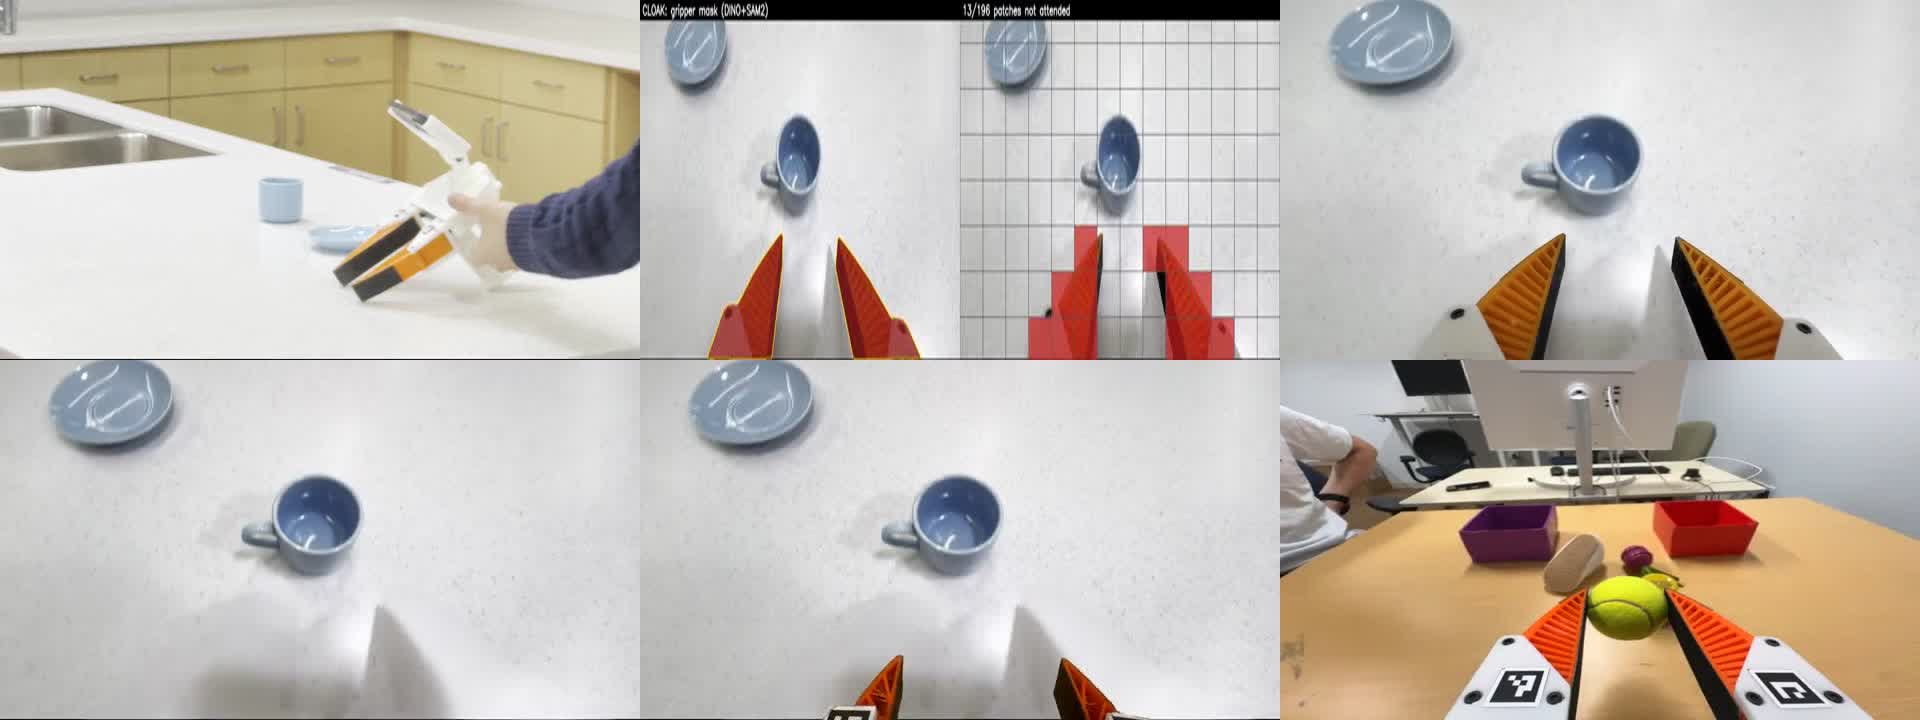 CLOAK: gripper mask (DINO+SAM2)
13/196 patches not attended